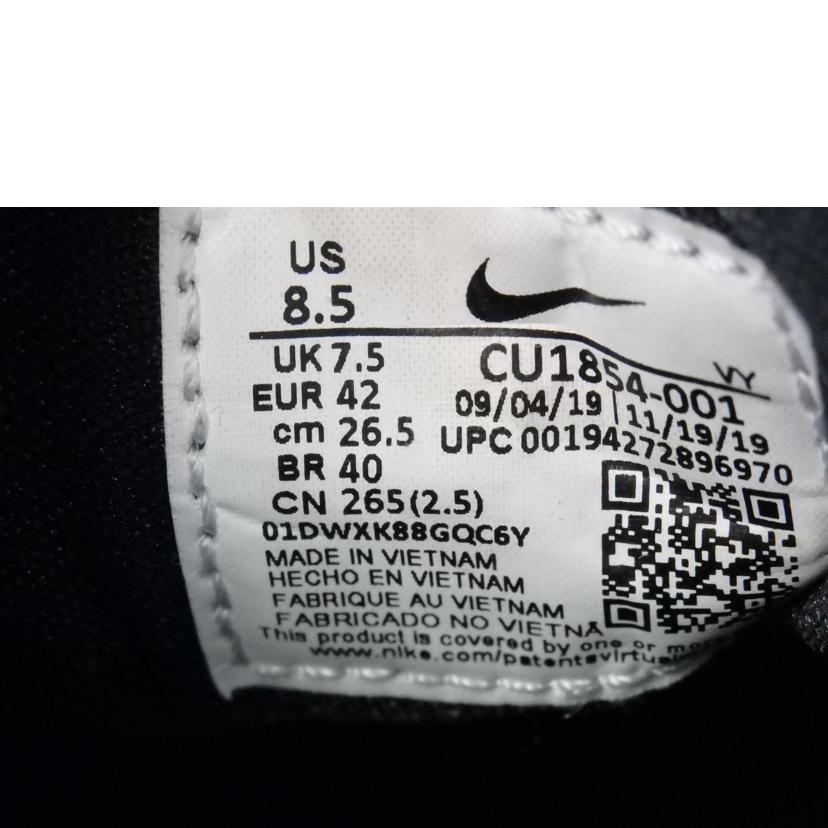 US
8.5
UK 7.5
EUR 42
cm 26.5
BR 40
CN 265(2.5)
VY
CU1854-001
09/04/19 | 11/19/19
UPC 00194272896970
01DWXK88GQC6Y
MADE IN VIETNAM
HECHO EN VIETNAM
FABRIQUE AU VIETNAM
FABRICADO NO VIETNÃ
This product is covered by one or
www.nike.com/patents